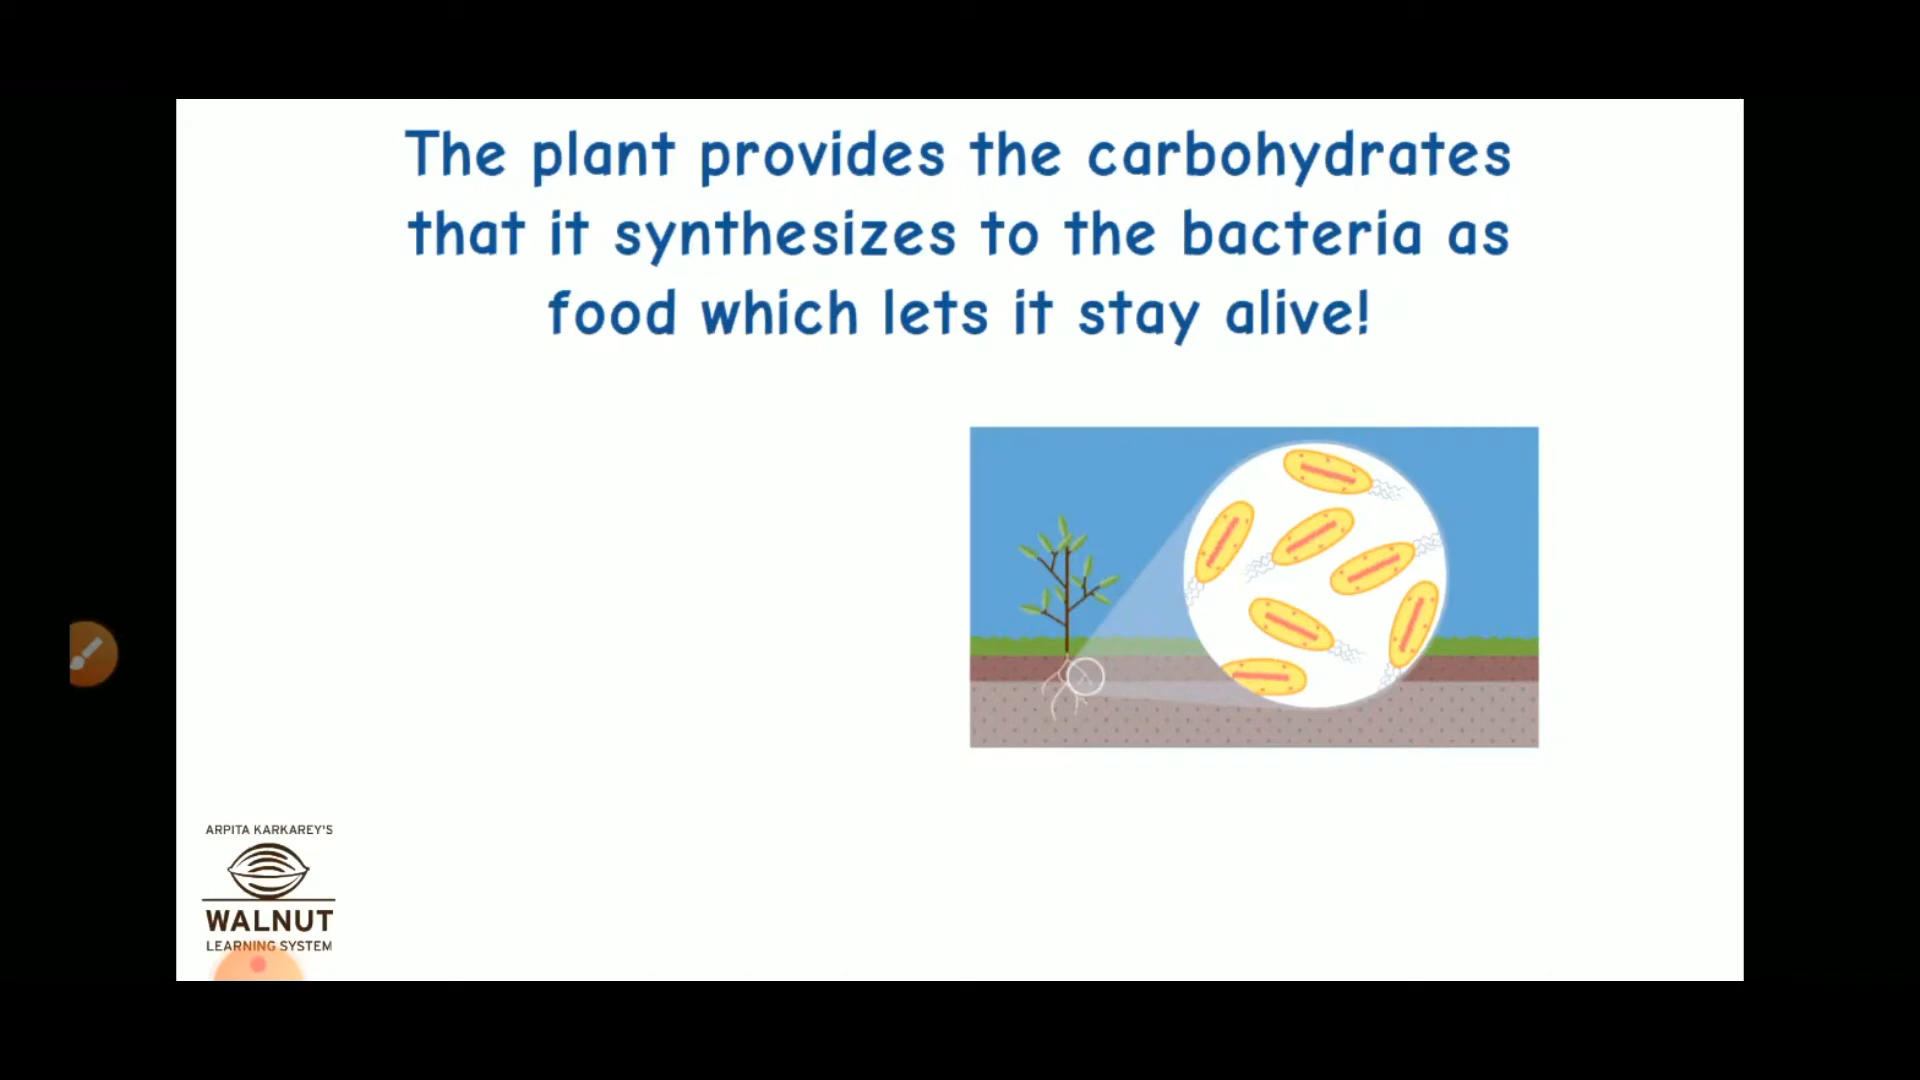 The plant provides the carbohydrates
that it synthesizes to the bacteria as
food which lets it stay alive!
ARPITA KARKAREY'S
WALNUT
LEARNING SYSTEM